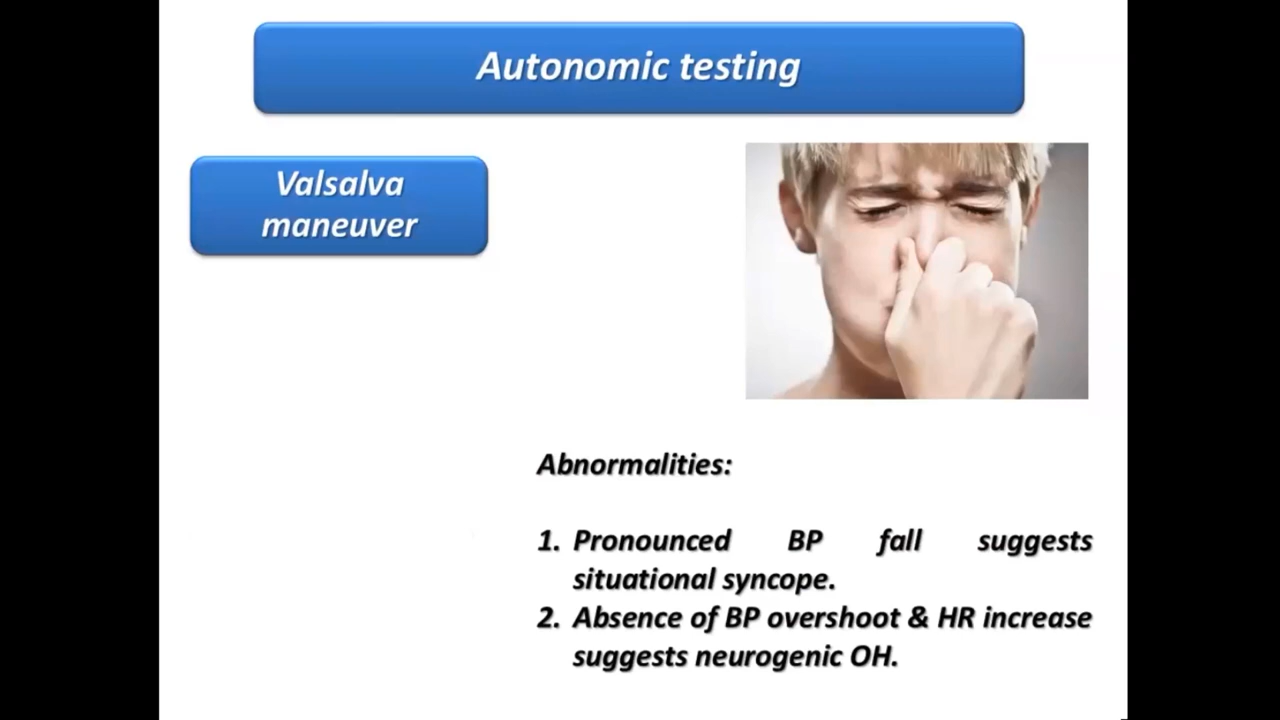 Autonomic testing
Valsalva
maneuver
Abnormalities:
1. Pronounced BP fall suggests
situational syncope.
2. Absence of BP overshoot & HR increase
suggests neurogenic OH.